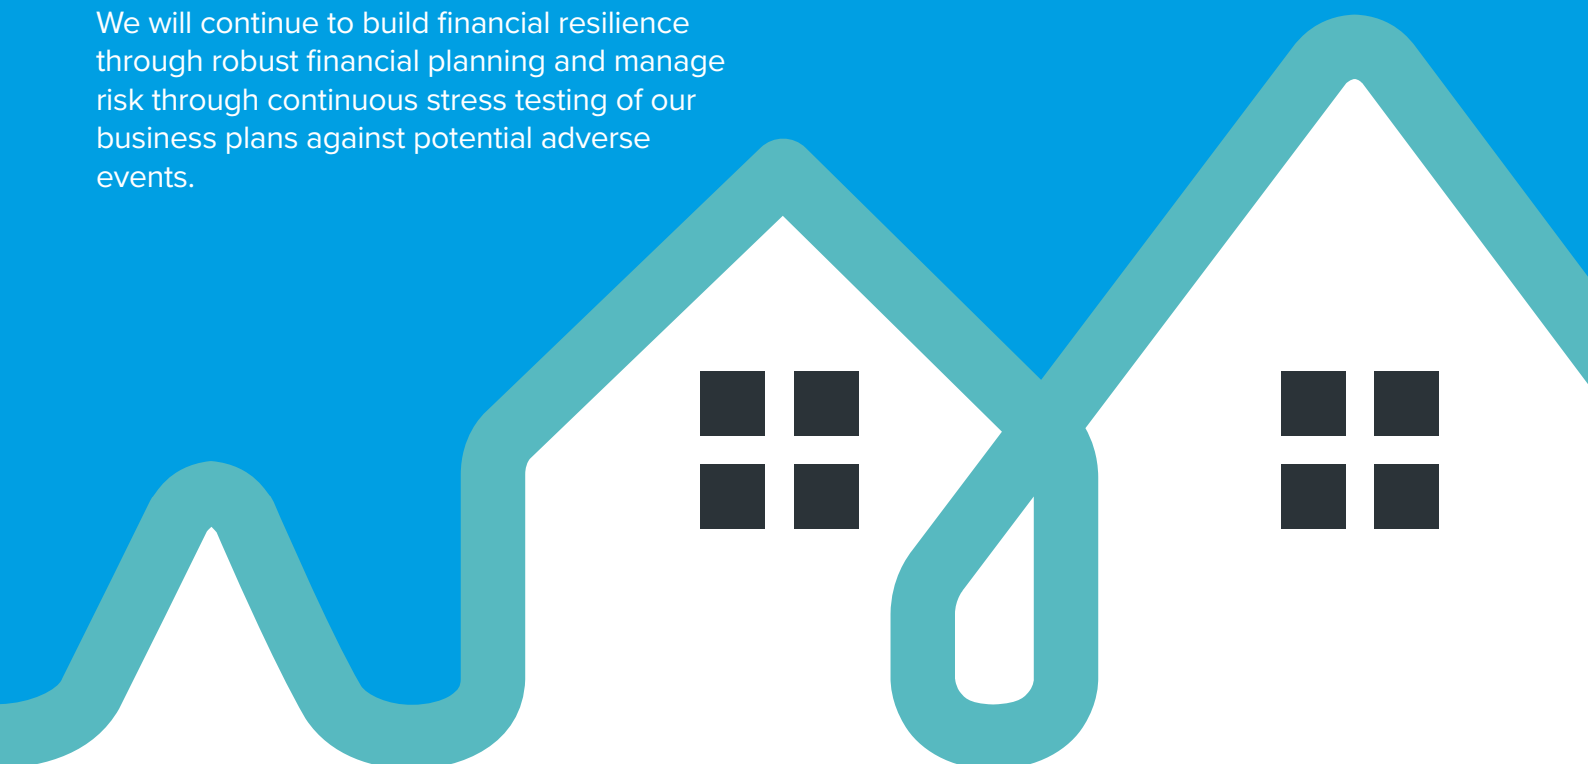 We will continue to build financial resilience
through robust financial planning and manage
risk through continuous stress testing of our
business plans against potential adverse
events.